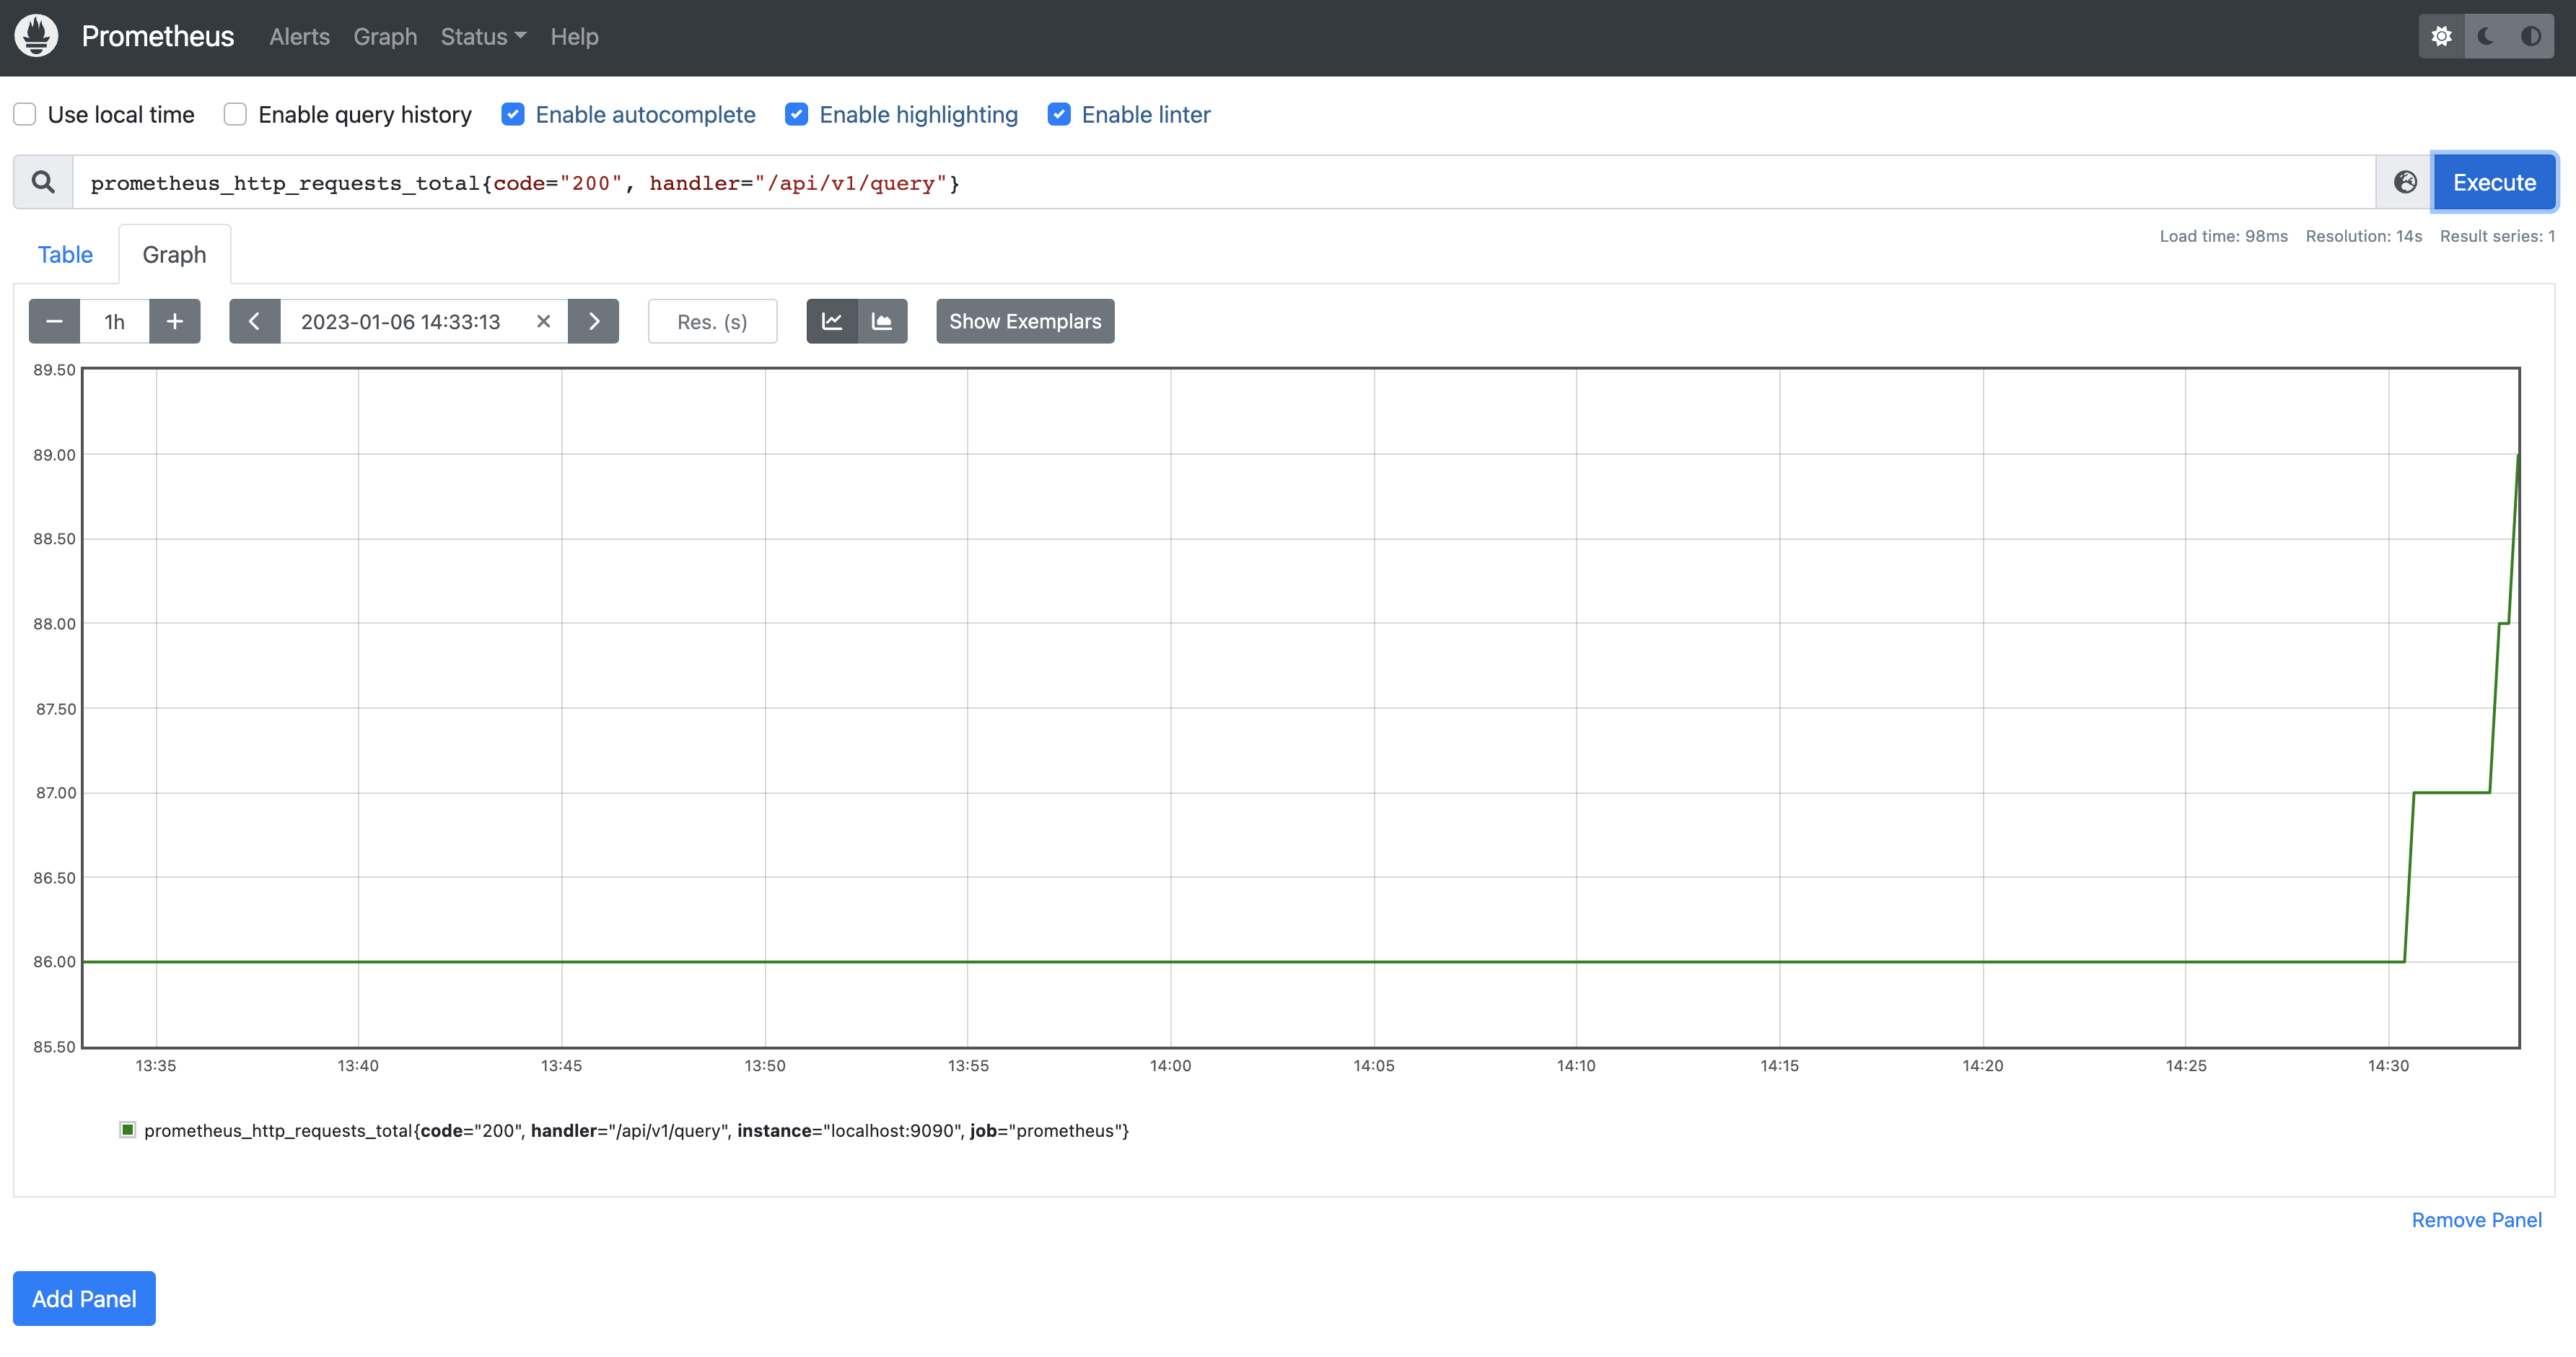 Prometheus Alerts Graph Status Help
Use local time Enable query history Enable autocomplete Enable highlighting Enable linter
prometheus_http_requests_total{code="200", handler="/api/v1/query"} Execute
Table Graph Load time: 98ms Resolution: 14s Result series: 1
1h 2023-01-06 14:33:13 Res. (s) Show Exemplars
89.50
89.00
88.50
88.00
87.50
87.00
86.50
86.00
85.50
13:35 13:40 13:45 13:50 13:55 14:00 14:05 14:10 14:15 14:20 14:25 14:30
prometheus_http_requests_total{code="200", handler="/api/v1/query", instance="localhost:9090", job="prometheus"}
Remove Panel
Add Panel